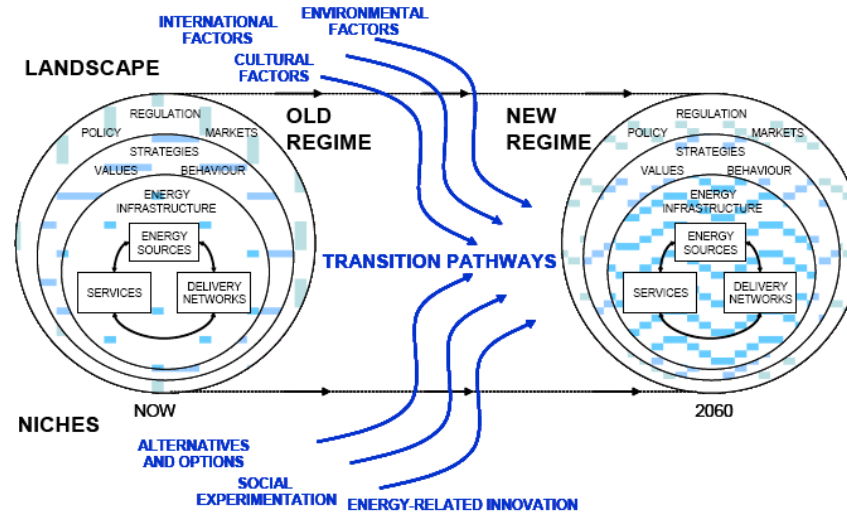 INTERNATIONAL
FACTORS
ENVIRONMENTAL
FACTORS
CULTURAL
FACTORS
LANDSCAPE
OLD
REGIME
NEW
REGIME
REGULATION
POLICY
MARKETS
STRATEGIES
VALUES
BEHAVIOUR
ENERGY
INFRASTRUCTURE
ENERGY
SOURCES
SERVICES
DELIVERY
NETWORKS
TRANSITION PATHWAYS
REGULATION
POLICY
MARKETS
STRATEGIES
VALUES
BEHAVIOUR
ENERGY
INFRASTRUCTURE
ENERGY
SOURCES
SERVICES
DELIVERY
NETWORKS
NOW
2060
NICHES
ALTERNATIVES
AND OPTIONS
SOCIAL
EXPERIMENTATION
ENERGY-RELATED INNOVATION